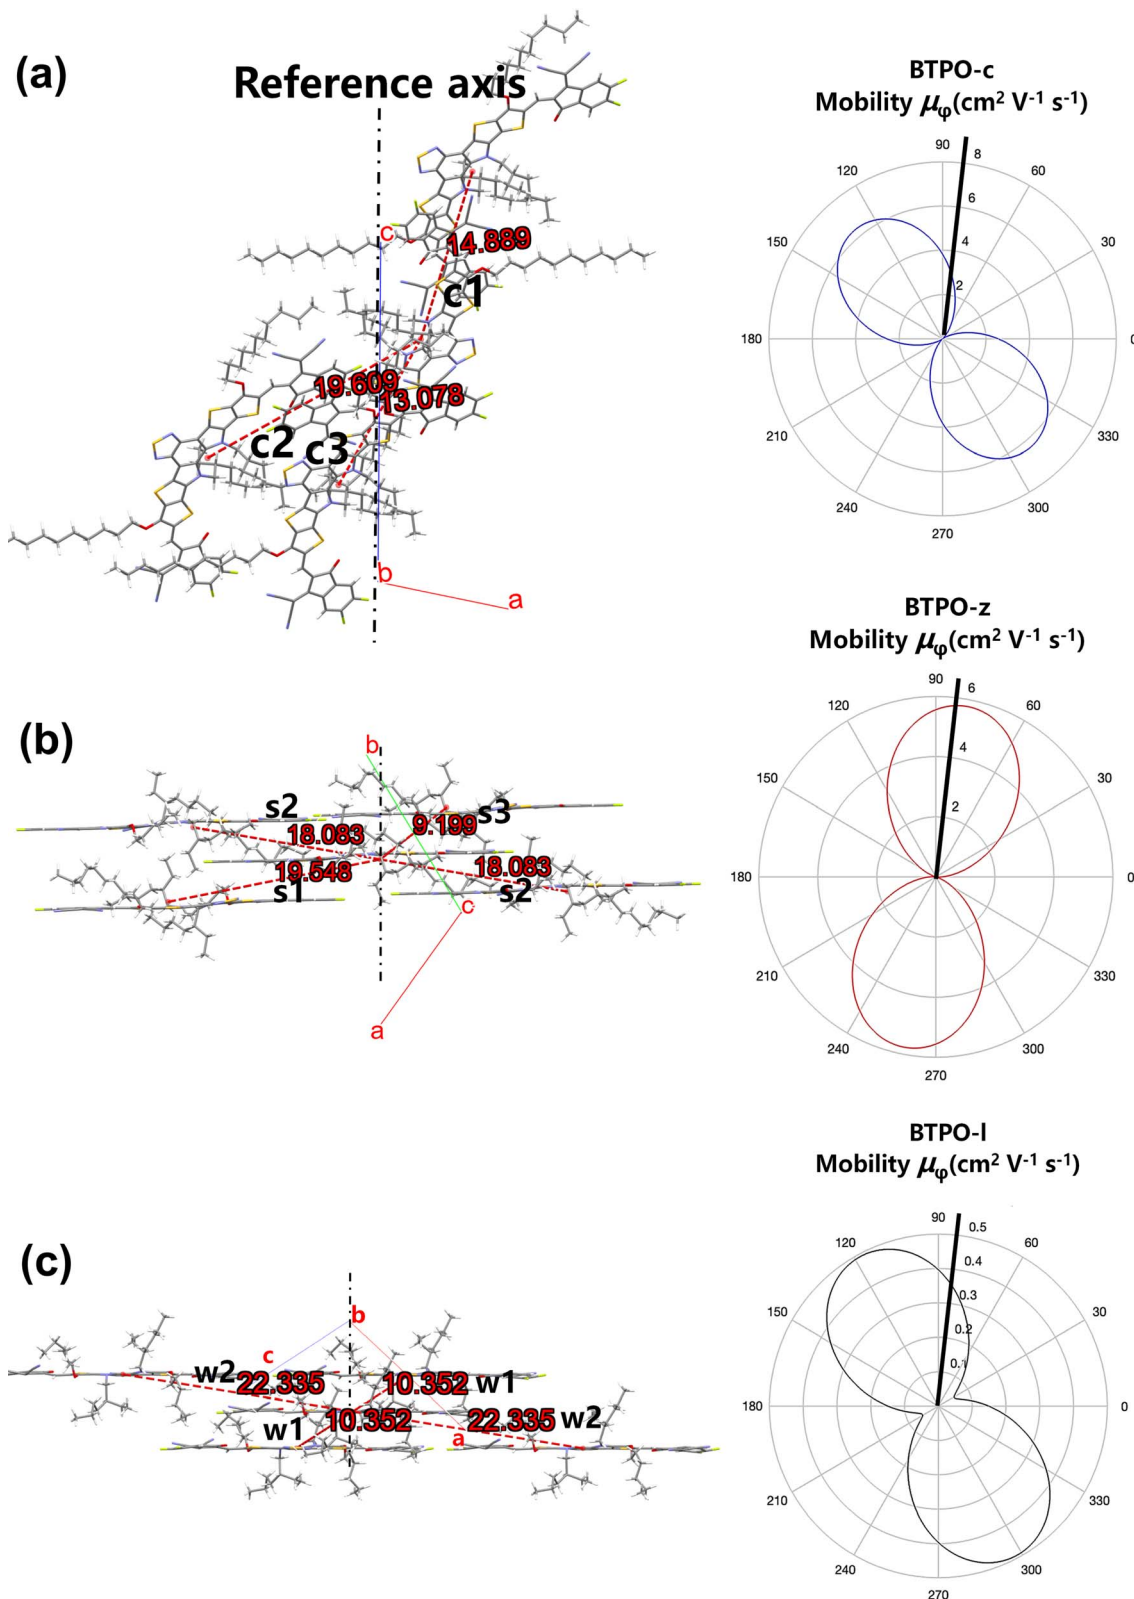 (a)
Reference axis
c
14.889
c1
19.609
13.078
c2
c3
b
a
BTPO-c
Mobility μφ(cm² V⁻¹ s⁻¹)
90
8
120
60
6
150
4
30
2
180
0
210
330
240
300
270
(b)
b
s2
s3
9.199
18.083
18.083
19.548
s1
s2
c
a
BTPO-z
Mobility μφ(cm² V⁻¹ s⁻¹)
90
6
120
60
4
150
30
2
180
0
210
330
240
300
270
(c)
b
c
w2
22.335
10.352
w1
w1
10.352
22.335
w2
a
BTPO-l
Mobility μφ(cm² V⁻¹ s⁻¹)
90
0.5
120
60
0.4
150
0.3
30
0.2
0.1
180
0
210
330
240
300
270